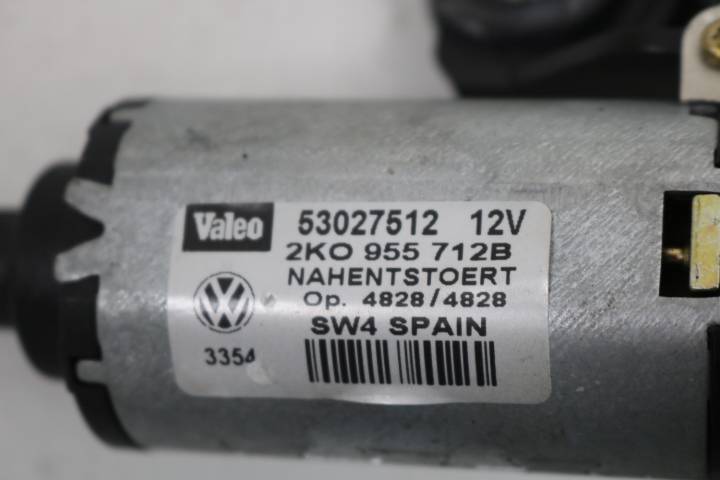 Valeo 53027512 12V
2KO 955 712B
NAHENTSTOERT
Op. 4828/4828
SW4 SPAIN
3354